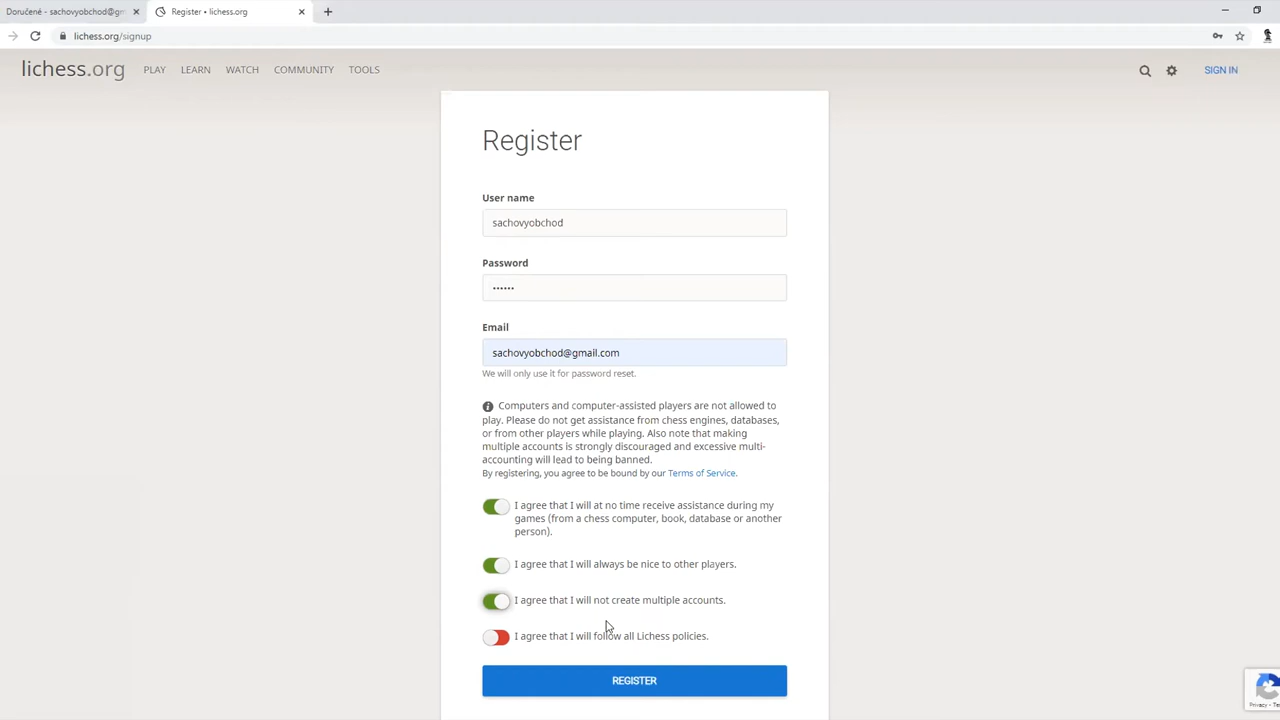 Doručené - sachovyobchod@gm
Register • lichess.org
lichess.org/signup
lichess.org PLAY LEARN WATCH COMMUNITY TOOLS SIGN IN
Register
User name
sachovyobchod
Password
••••••
Email
sachovyobchod@gmail.com
We will only use it for password reset.
Computers and computer-assisted players are not allowed to
play. Please do not get assistance from chess engines, databases,
or from other players while playing. Also note that making
multiple accounts is strongly discouraged and excessive multi-
accounting will lead to being banned.
By registering, you agree to be bound by our Terms of Service.
I agree that I will at no time receive assistance during my
games (from a chess computer, book, database or another
person).
I agree that I will always be nice to other players.
I agree that I will not create multiple accounts.
I agree that I will follow all Lichess policies.
REGISTER
Privacy - Te